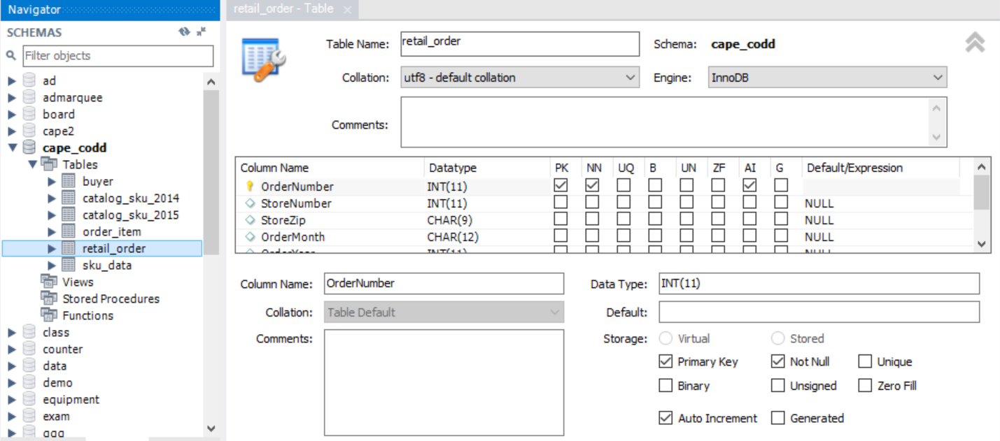 Navigator
SCHEMAS
Filter objects
ad
admarquee
board
cape2
cape_codd
Tables
buyer
catalog_sku_2014
catalog_sku_2015
order_item
retail_order
sku_data
Views
Stored Procedures
Functions
class
counter
data
demo
equipment
exam
retail_order - Table
Table Name: retail_order Schema: cape_codd
Collation: utf8 - default collation Engine: InnoDB
Comments:
Column Name Datatype PK NN UQ B UN ZF AI G Default/Expression
OrderNumber INT(11)
StoreNumber INT(11) NULL
StoreZip CHAR(9) NULL
OrderMonth CHAR(12) NULL
OrderYear INT(11) NULL
Column Name: OrderNumber Data Type: INT(11)
Collation: Table Default Default:
Comments: Storage: Virtual Stored
Primary Key Not Null Unique
Binary Unsigned Zero Fill
Auto Increment Generated